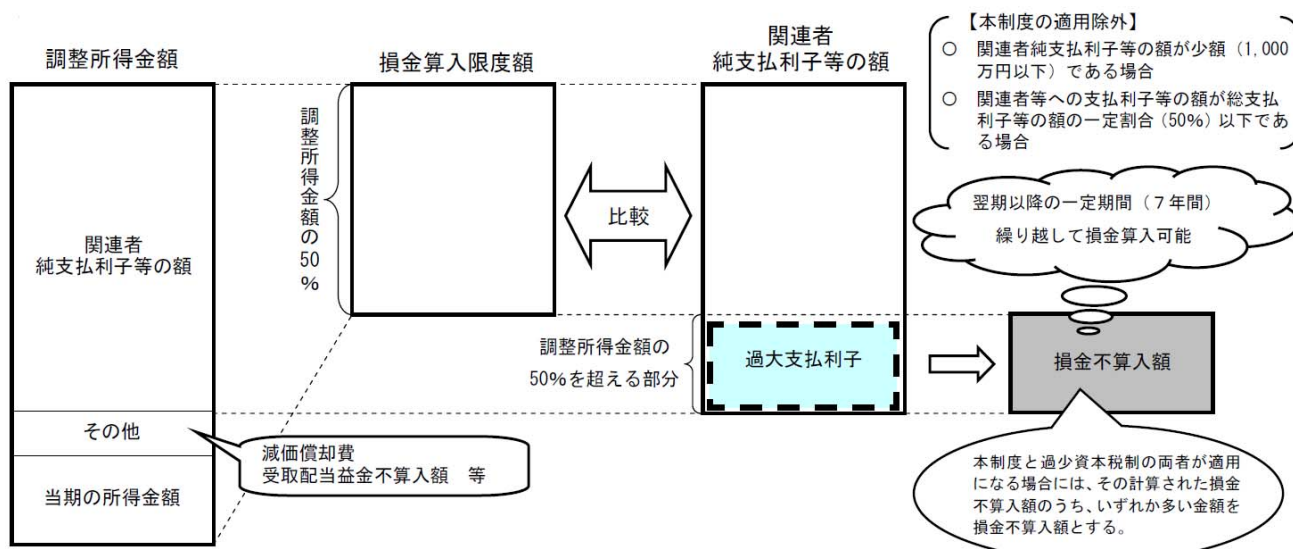 調整所得金額
関連者
純支払利子等の額
その他
当期の所得金額
減価償却費
受取配当益金不算入額　等
損金算入限度額
調整所得金額の50%
比較
関連者
純支払利子等の額
調整所得金額の
50%を超える部分
過大支払利子
【本制度の適用除外】
○　関連者純支払利子等の額が少額（1,000
万円以下）である場合
○　関連者等への支払利子等の額が総支払
利子等の額の一定割合（50%）以下であ
る場合
翌期以降の一定期間（７年間）
繰り越して損金算入可能
損金不算入額
本制度と過少資本税制の両者が適用
になる場合には、その計算された損金
不算入額のうち、いずれか多い金額を
損金不算入額とする。